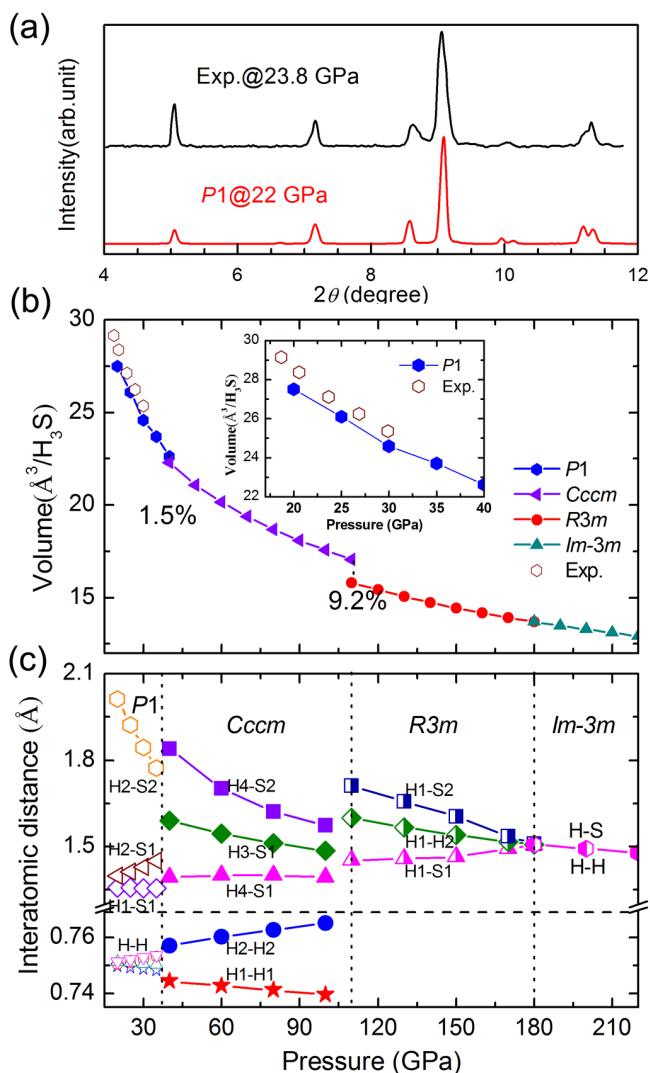 (a)
Intensity(arb.unit)
Exp.@23.8 GPa
P1@22 GPa
4 6 8 10 12
2θ (degree)
(b)
Volume(Å³/H₃S)
30
25
20
15
1.5%
9.2%
Volume(Å³/H₃S)
30
28
26
24
22
20 25 30 35 40
Pressure (GPa)
P1
Exp.
P1
Cccm
R3m
Im-3m
Exp.
(c)
Interatomic distance (Å)
2.1
1.8
1.5
0.76
0.74
P1
Cccm
R3m
Im-3m
H2-S2
H4-S2
H1-S2
H2-S1
H3-S1
H1-H2
H-S
H1-S1
H4-S1
H1-S1
H-H
H-H
H2-H2
H1-H1
30 60 90 120 150 180 210
Pressure (GPa)